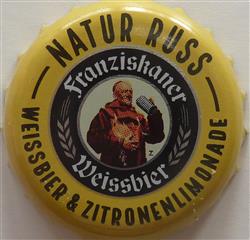 NATUR RUSS
Franziskaner
Weissbier
Z
WEISSBIER & ZITRONENLIMONADE